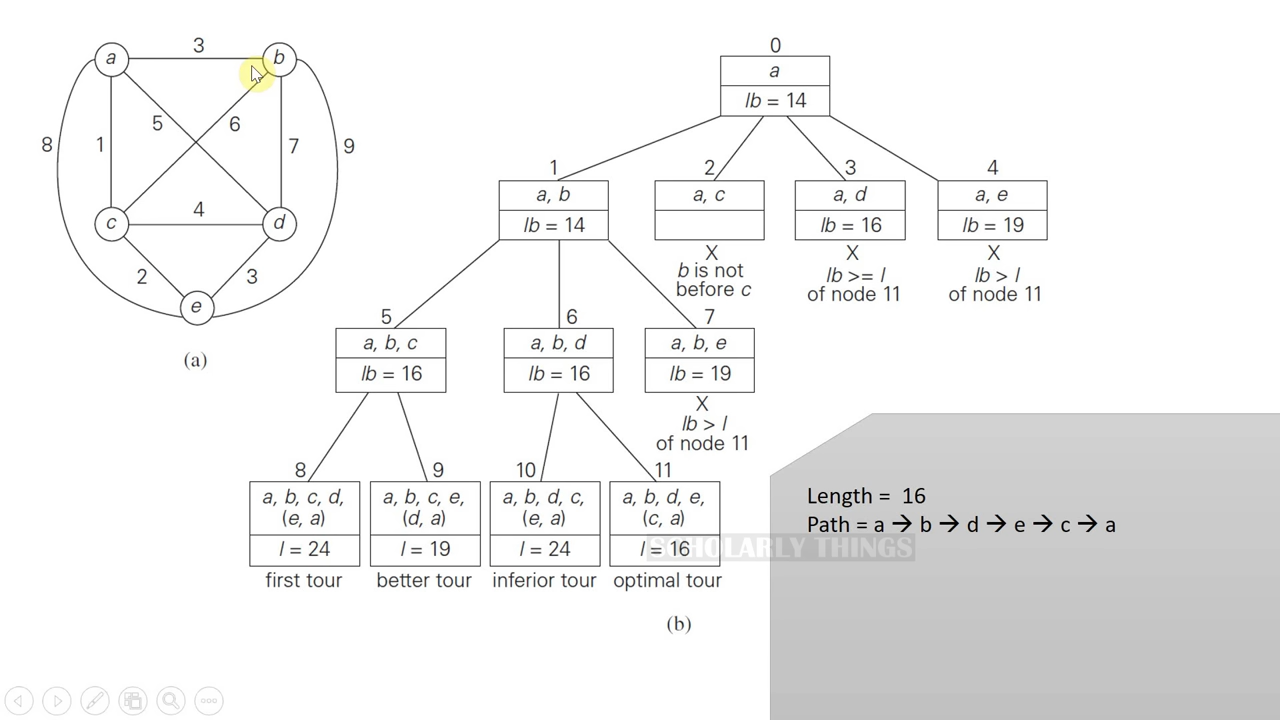 0
a
lb = 14
a 3 b
8 1 5 6 7 9
c 4 d
2 3
e
(a)
1 2 3 4
a, b a, c a, d a, e
lb = 14 lb = 16 lb = 19
X X X
b is not
before c
lb >= l
of node 11
lb > l
of node 11
5 6 7
a, b, c a, b, d a, b, e
lb = 16 lb = 16 lb = 19
X
lb > l
of node 11
8 9 10 11
a, b, c, d, a, b, c, e, a, b, d, c, a, b, d, e,
(e, a) (d, a) (e, a) (c, a)
l = 24 l = 19 l = 24 l = 16
first tour better tour inferior tour optimal tour
(b)
Length = 16
Path = a → b → d → e → c → a
SCHOLARLY THINGS